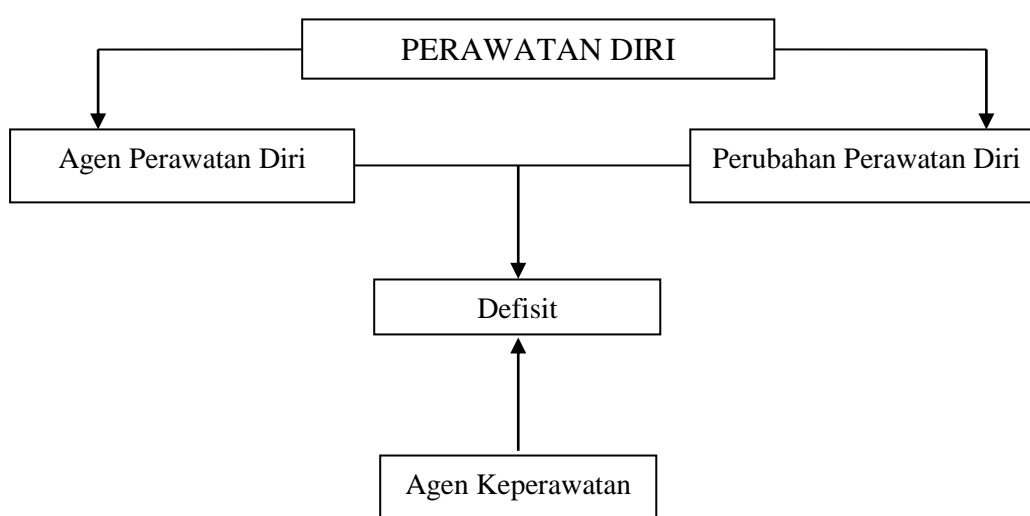 PERAWATAN DIRI
Agen Perawatan Diri
Perubahan Perawatan Diri
Defisit
Agen Keperawatan